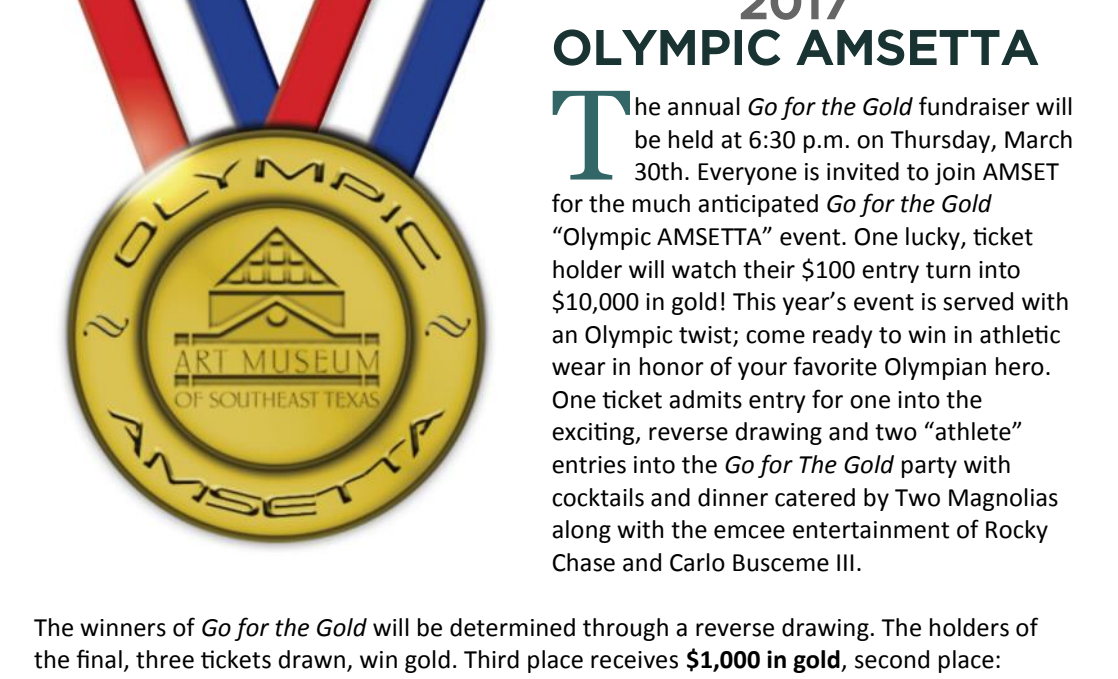 OLYMPIC
ART MUSEUM
OF SOUTHEAST TEXAS
AMSETTA
2017
OLYMPIC AMSETTA
The annual Go for the Gold fundraiser will
be held at 6:30 p.m. on Thursday, March
30th. Everyone is invited to join AMSET
for the much anticipated Go for the Gold
“Olympic AMSETTA” event. One lucky, ticket
holder will watch their $100 entry turn into
$10,000 in gold! This year’s event is served with
an Olympic twist; come ready to win in athletic
wear in honor of your favorite Olympian hero.
One ticket admits entry for one into the
exciting, reverse drawing and two “athlete”
entries into the Go for The Gold party with
cocktails and dinner catered by Two Magnolias
along with the emcee entertainment of Rocky
Chase and Carlo Busceme III.
The winners of Go for the Gold will be determined through a reverse drawing. The holders of
the final, three tickets drawn, win gold. Third place receives $1,000 in gold, second place: